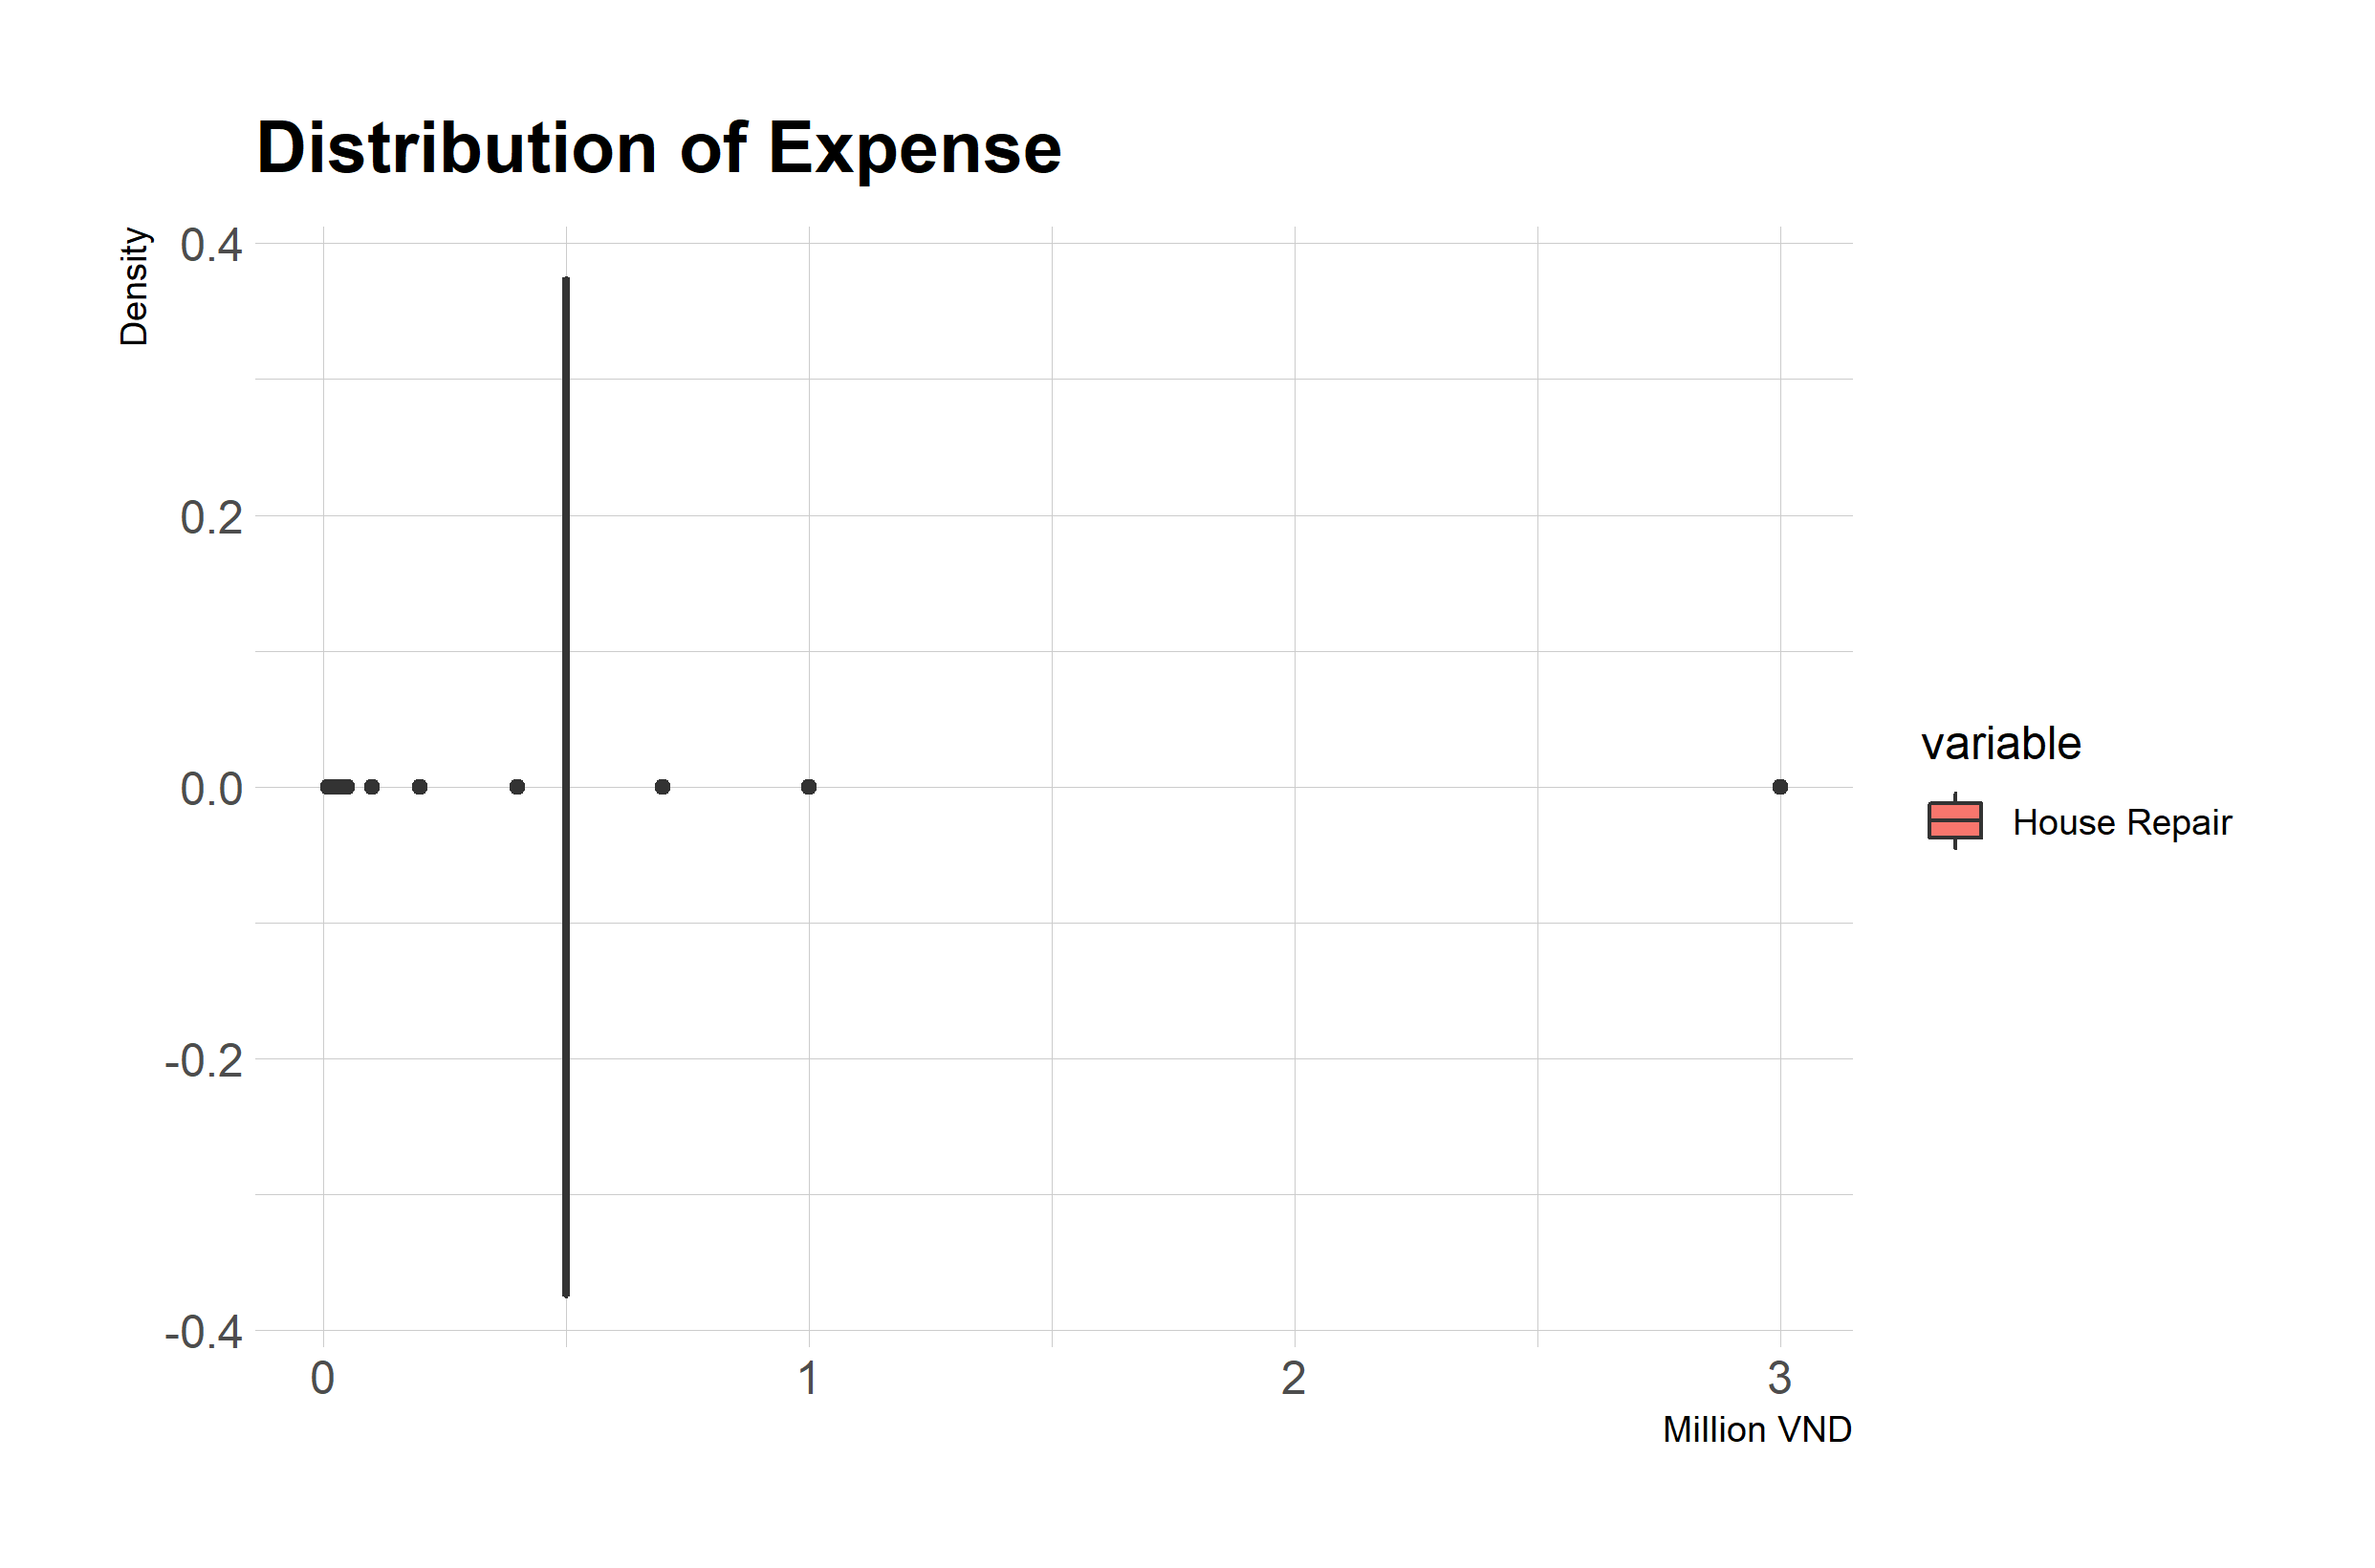 Distribution of Expense
Density
0.4
0.2
0.0
-0.2
-0.4
0 1 2 3
Million VND
variable
House Repair